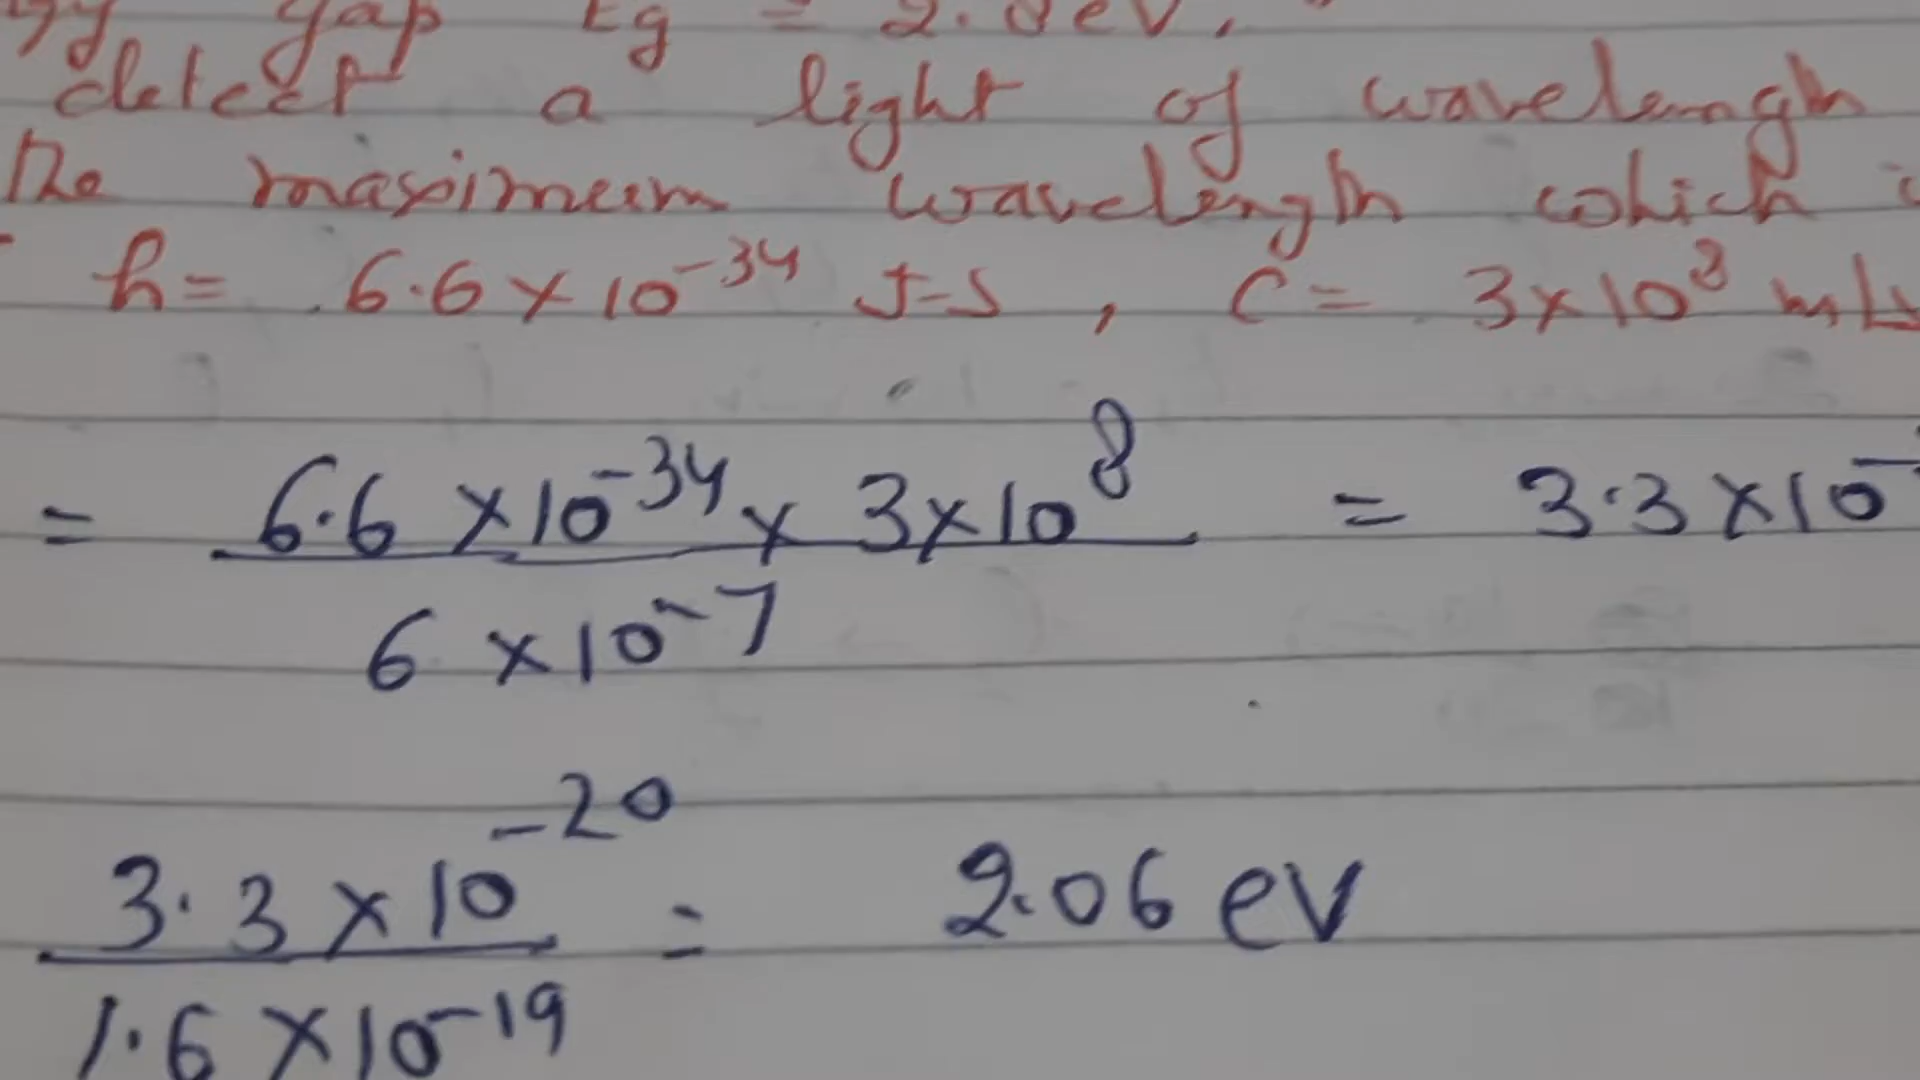 gap Eg = 2.8eV,
detect a light of wavelength
The maximum wavelength which
h = 6.6 × 10⁻³⁴ J-S , C = 3×10⁸ m/s
= 6.6 ×10⁻³⁴ × 3×10⁸ = 3.3 ×10⁻
6 ×10⁻⁷
3.3 × 10⁻²⁰ = 2.06 eV
1.6 ×10⁻¹⁹